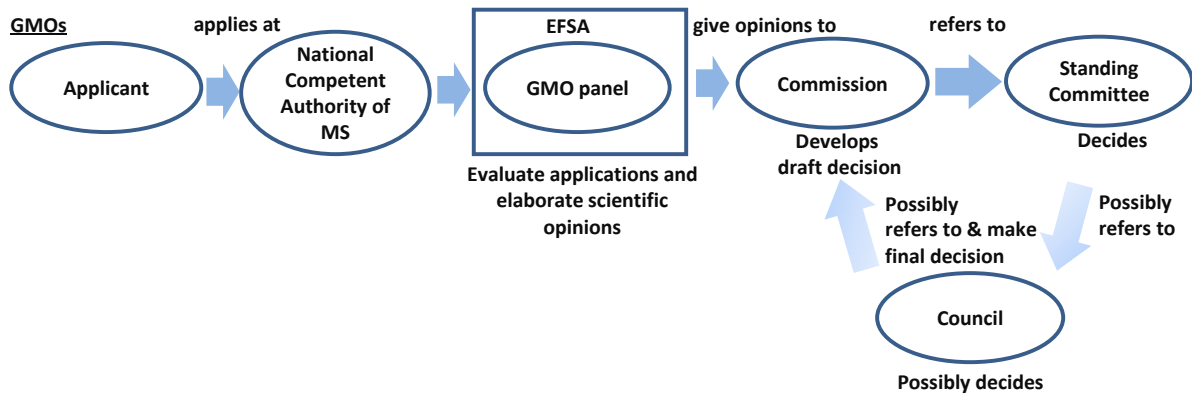 GMOs
applies at
EFSA
give opinions to
refers to
Applicant
National
Competent
Authority of
MS
GMO panel
Commission
Standing
Committee
Evaluate applications and
elaborate scientific
opinions
Develops
draft decision
Decides
Possibly
refers to & make
final decision
Possibly
refers to
Council
Possibly decides